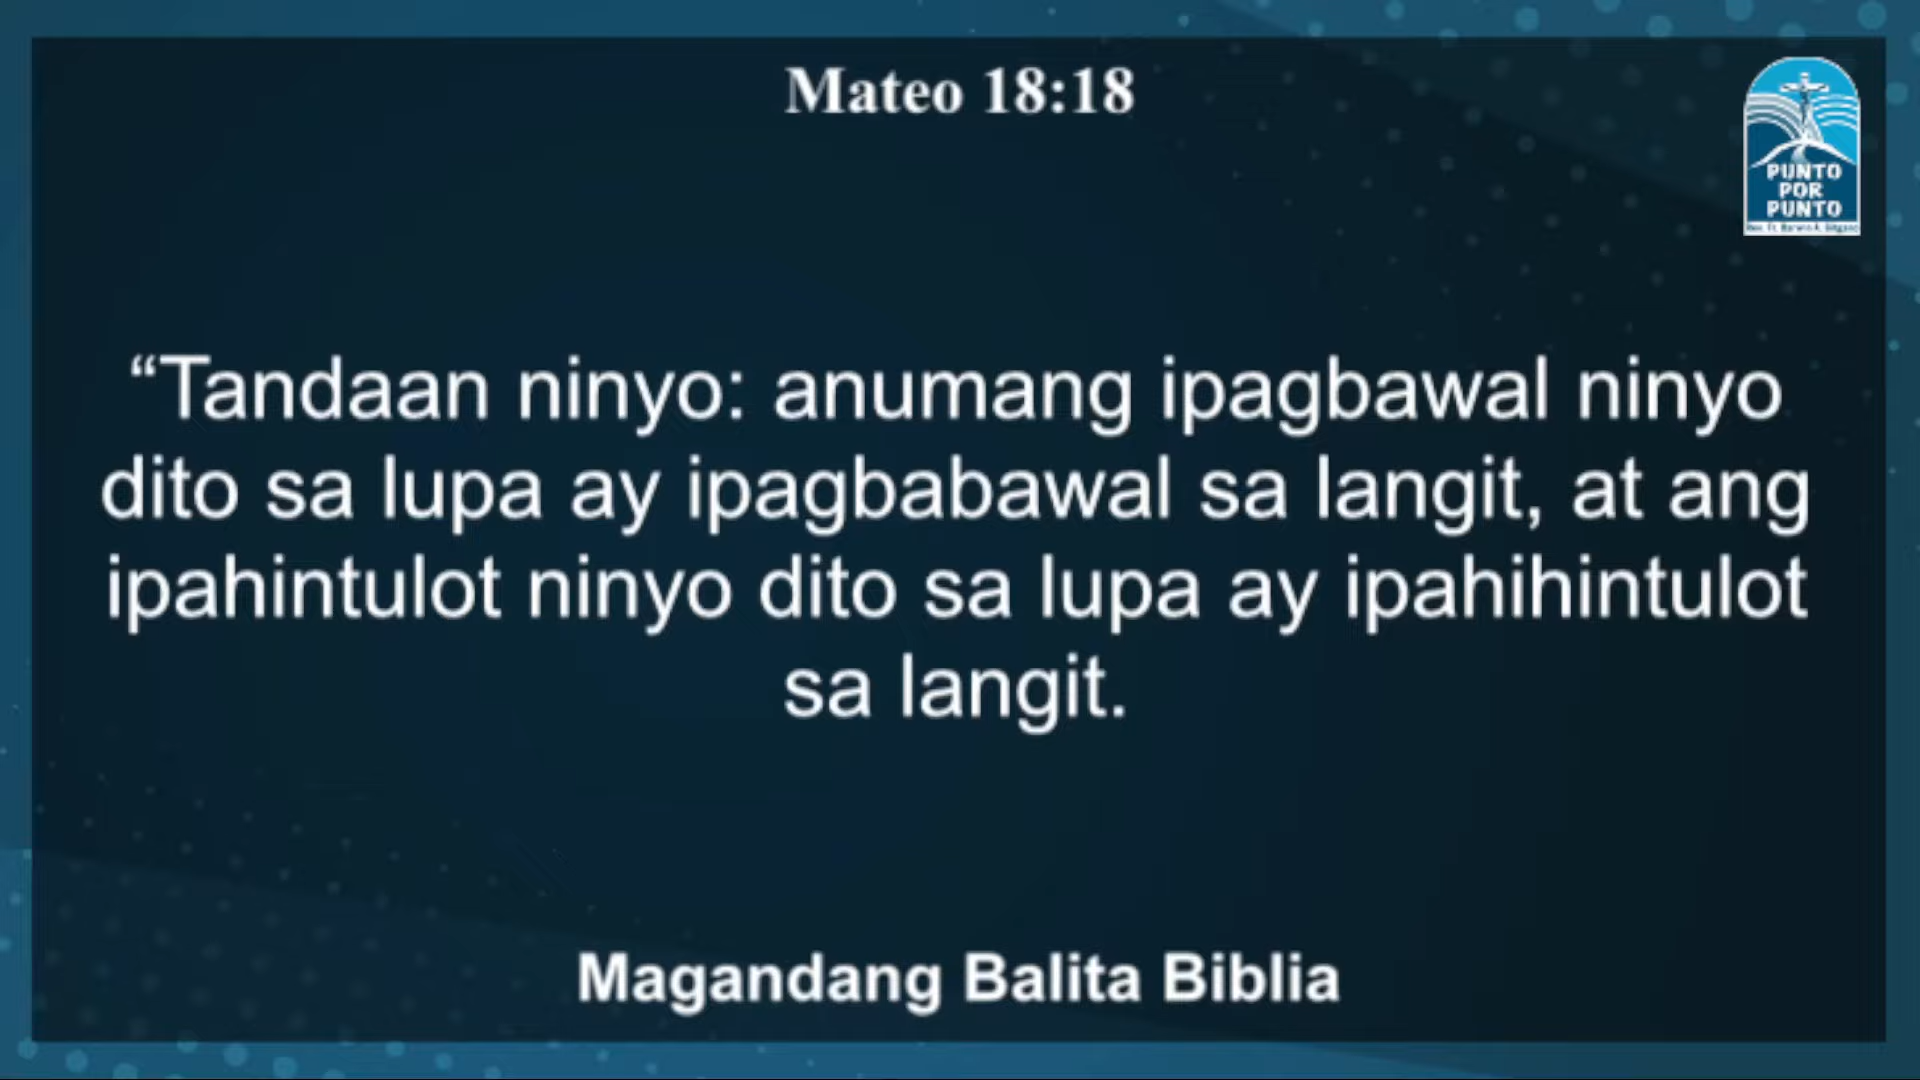 Mateo 18:18
PUNTO
POR
PUNTO
“Tandaan ninyo: anumang ipagbawal ninyo
dito sa lupa ay ipagbabawal sa langit, at ang
ipahintulot ninyo dito sa lupa ay ipahihintulot
sa langit.
Magandang Balita Biblia